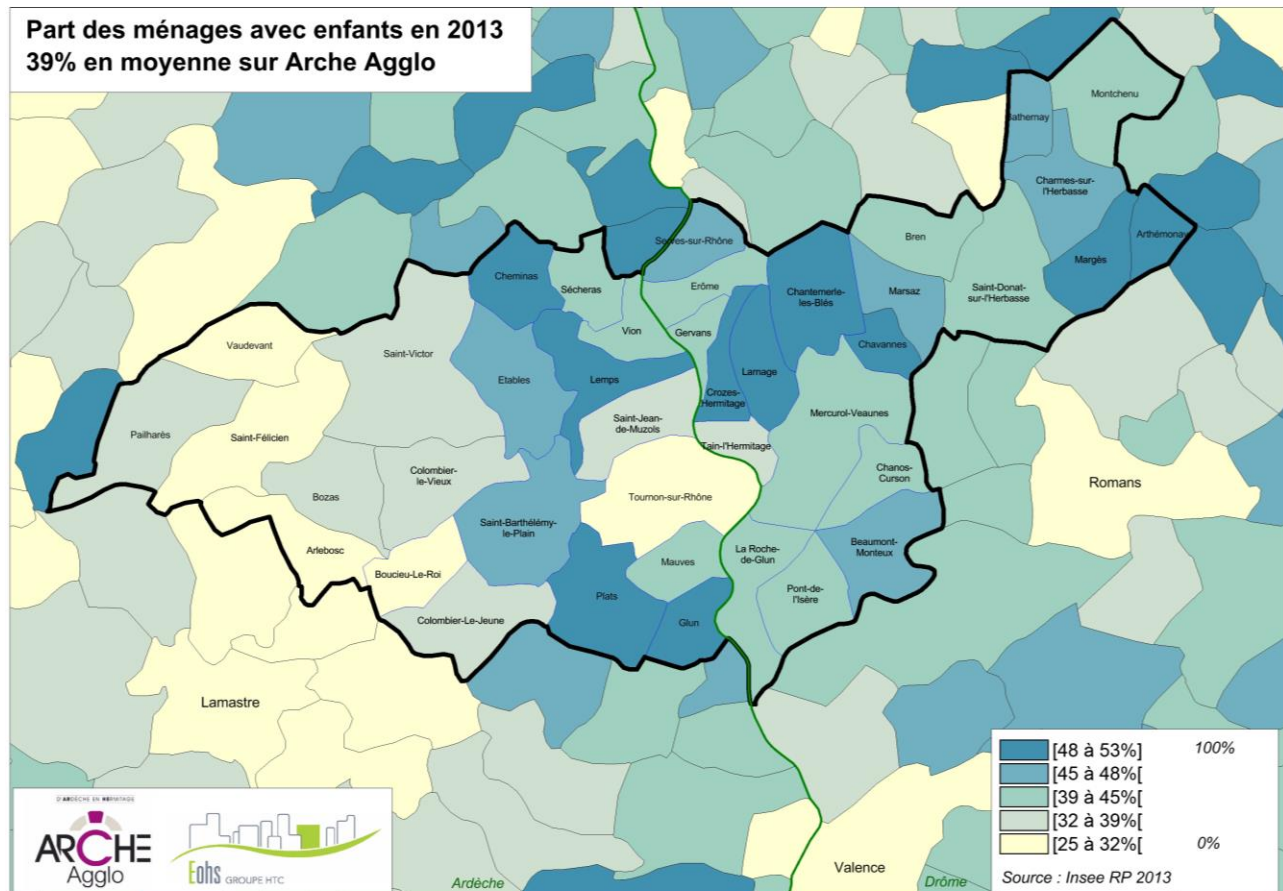 Part des ménages avec enfants en 2013
39% en moyenne sur Arche Agglo
Montchenu
Bathernay
Charmes-sur-
l'Herbasse
Bren
Arthémonay
Margès
Serves-sur-Rhône
Cheminas
Sécheras
Erôme
Chantemerle-
les-Blés
Marsaz
Saint-Donat
-sur-l'Herbasse
Vion
Gervans
Vaudevant
Saint-Victor
Chavannes
Etables
Lemps
Larnage
Crozes-
Hermitage
Mercurol-Veaunes
Saint-Jean-
de-Muzols
Pailharès
Saint-Félicien
Tain-l'Hermitage
Colombier-
le-Vieux
Chanos-
Curson
Romans
Bozas
Tournon-sur-Rhône
Saint-Barthélémy-
le-Plain
Arlebosc
Beaumont-
Monteux
La Roche-
de-Glun
Mauves
Boucieu-Le-Roi
Pont-de-
l'Isère
Plats
Colombier-Le-Jeune
Glun
Lamastre
[48 à 53%[ 100%
[45 à 48%[
[39 à 45%[
[32 à 39%[
[25 à 32%[ 0%
Source : Insee RP 2013
D'ARDÈCHE EN HERMITAGE
ARCHE
Agglo
Eohs GROUPE HTC
Ardèche
Valence
Drôme